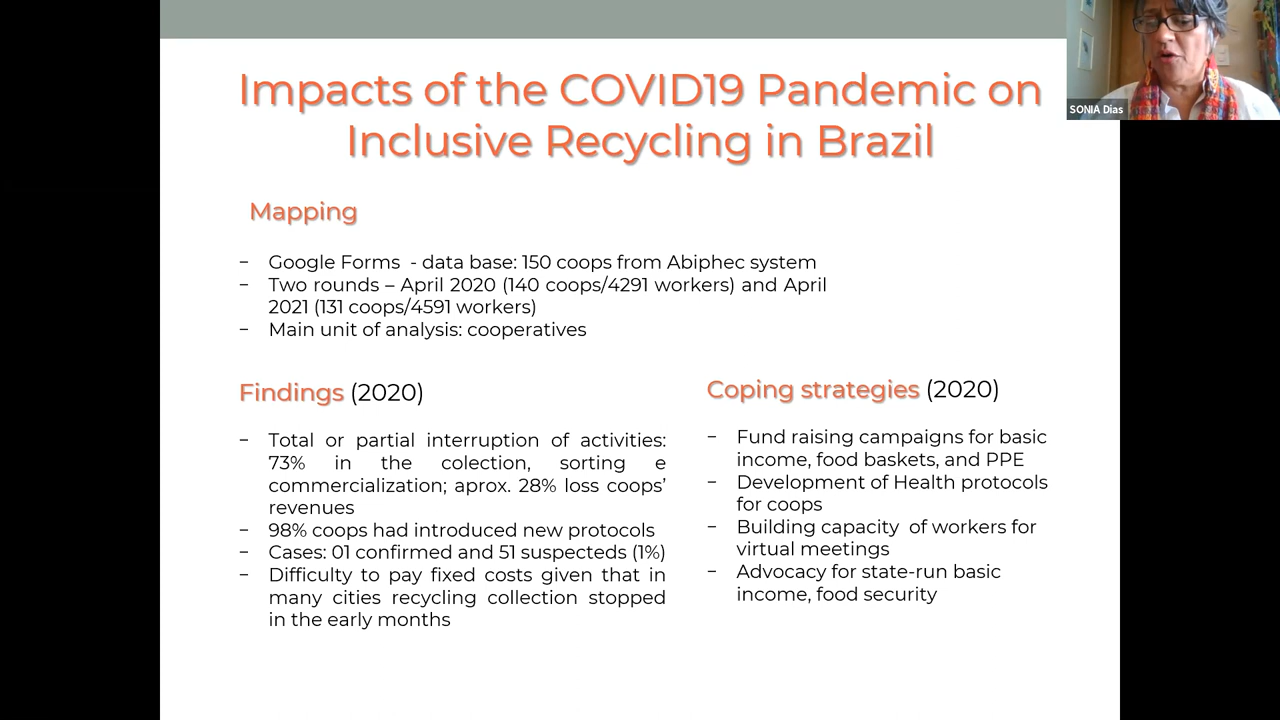 Impacts of the COVID19 Pandemic on
Inclusive Recycling in Brazil
SONIA Dias
Mapping
− Google Forms - data base: 150 coops from Abiphec system
− Two rounds – April 2020 (140 coops/4291 workers) and April
2021 (131 coops/4591 workers)
− Main unit of analysis: cooperatives
Findings (2020)
− Total or partial interruption of activities:
73% in the colection, sorting e
commercialization; aprox. 28% loss coops’
revenues
− 98% coops had introduced new protocols
− Cases: 01 confirmed and 51 suspecteds (1%)
− Difficulty to pay fixed costs given that in
many cities recycling collection stopped
in the early months
Coping strategies (2020)
− Fund raising campaigns for basic
income, food baskets, and PPE
− Development of Health protocols
for coops
− Building capacity of workers for
virtual meetings
− Advocacy for state-run basic
income, food security